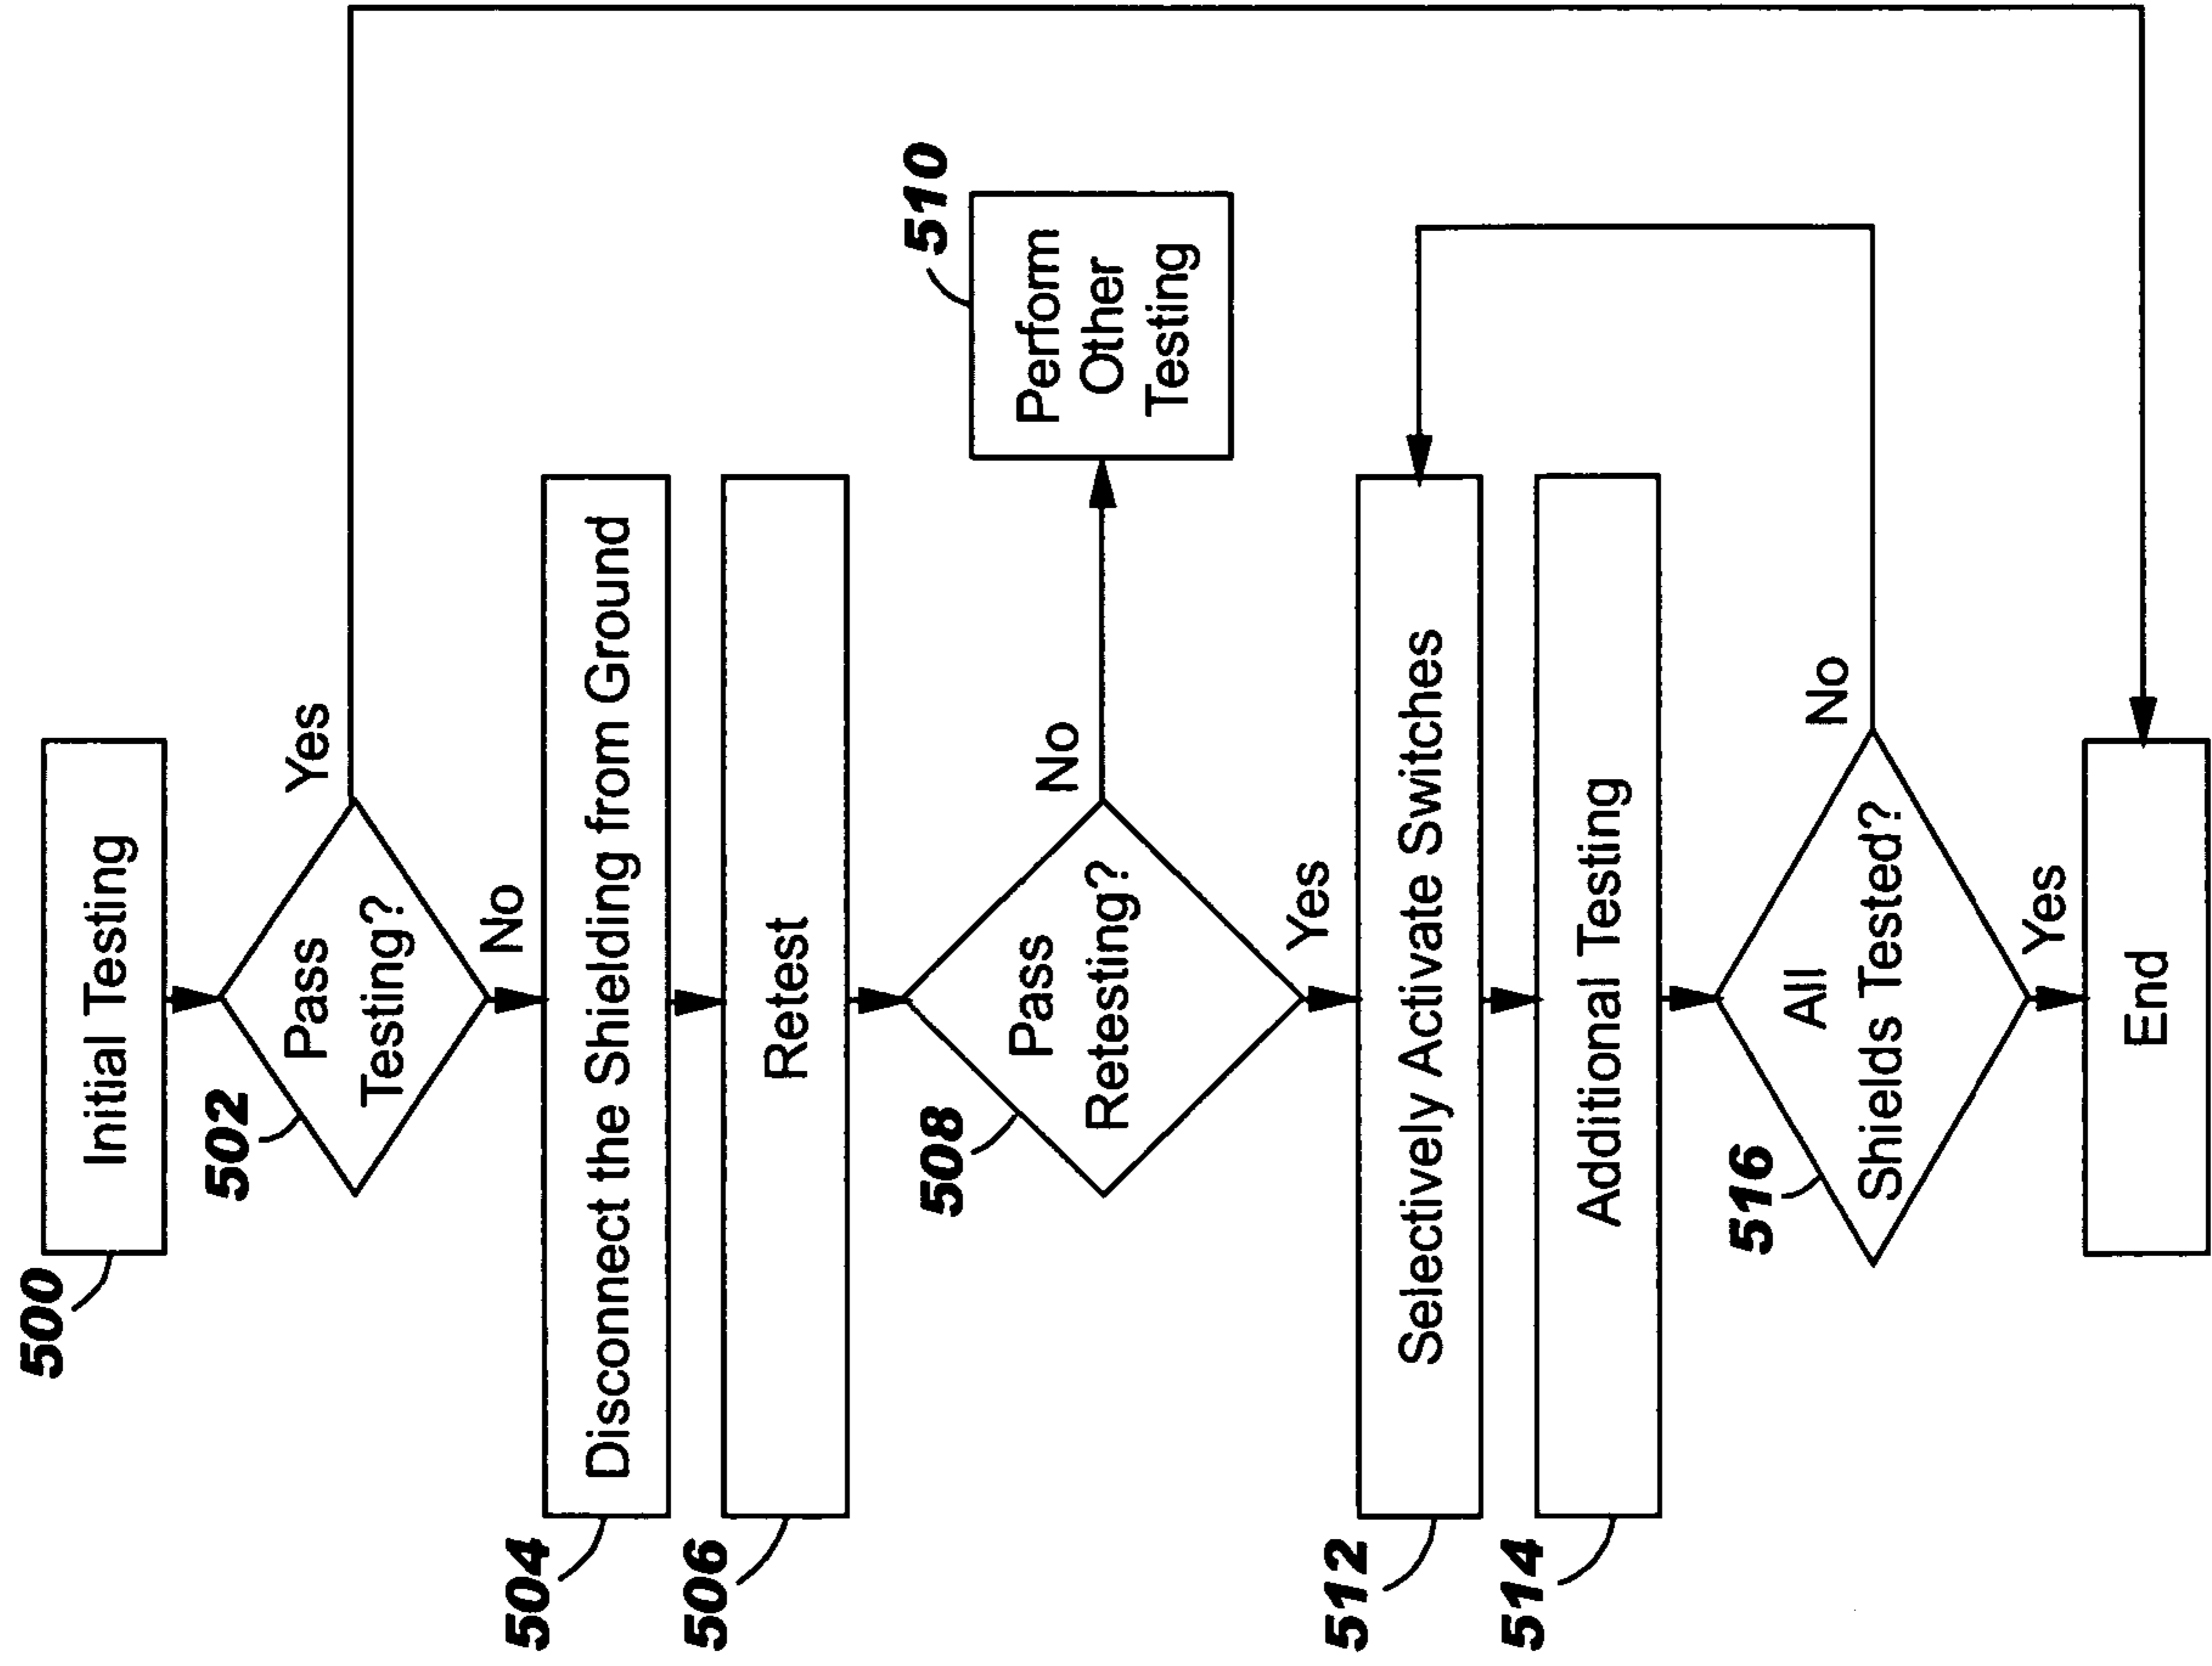 500
Initial Testing
502
Pass
Testing?
Yes
No
504
Disconnect the Shielding from Ground
506
Retest
508
Pass
Retesting?
No
510
Perform
Other
Testing
Yes
512
Selectively Activate Switches
514
Additional Testing
516
All
Shields Tested?
No
Yes
End